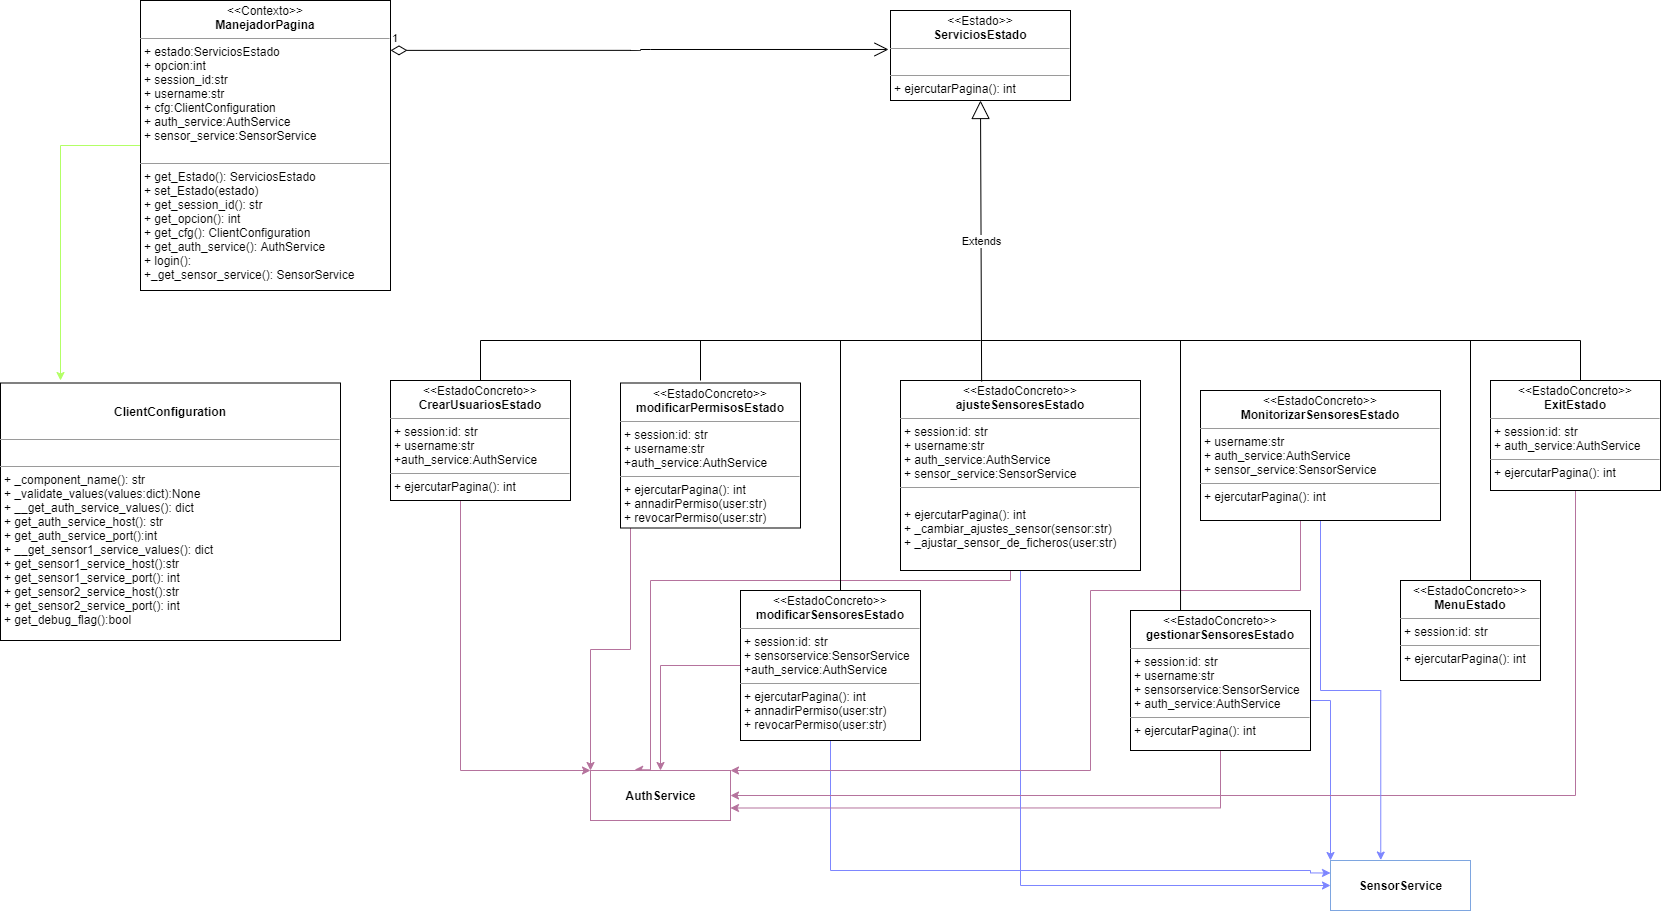 <<Contexto>>
ManejadorPagina
+ estado:ServiciosEstado
+ opcion:int
+ session_id:str
+ username:str
+ cfg:ClientConfiguration
+ auth_service:AuthService
+ sensor_service:SensorService
+ get_Estado(): ServiciosEstado
+ set_Estado(estado)
+ get_session_id(): str
+ get_opcion(): int
+ get_cfg(): ClientConfiguration
+ get_auth_service(): AuthService
+ login():
+_get_sensor_service(): SensorService
1
<<Estado>>
ServiciosEstado
+ ejercutarPagina(): int
Extends
ClientConfiguration
+ _component_name(): str
+ _validate_values(values:dict):None
+ __get_auth_service_values(): dict
+ get_auth_service_host(): str
+ get_auth_service_port():int
+ __get_sensor1_service_values(): dict
+ get_sensor1_service_host():str
+ get_sensor1_service_port(): int
+ get_sensor2_service_host():str
+ get_sensor2_service_port(): int
+ get_debug_flag():bool
<<EstadoConcreto>>
CrearUsuariosEstado
+ session:id: str
+ username:str
+auth_service:AuthService
+ ejercutarPagina(): int
<<EstadoConcreto>>
modificarPermisosEstado
+ session:id: str
+ username:str
+auth_service:AuthService
+ ejercutarPagina(): int
+ annadirPermiso(user:str)
+ revocarPermiso(user:str)
<<EstadoConcreto>>
ajusteSensoresEstado
+ session:id: str
+ username:str
+ auth_service:AuthService
+ sensor_service:SensorService
+ ejercutarPagina(): int
+ _cambiar_ajustes_sensor(sensor:str)
+ _ajustar_sensor_de_ficheros(user:str)
<<EstadoConcreto>>
MonitorizarSensoresEstado
+ username:str
+ auth_service:AuthService
+ sensor_service:SensorService
+ ejercutarPagina(): int
<<EstadoConcreto>>
ExitEstado
+ session:id: str
+ auth_service:AuthService
+ ejercutarPagina(): int
<<EstadoConcreto>>
modificarSensoresEstado
+ session:id: str
+ sensorservice:SensorService
+auth_service:AuthService
+ ejercutarPagina(): int
+ annadirPermiso(user:str)
+ revocarPermiso(user:str)
<<EstadoConcreto>>
gestionarSensoresEstado
+ session:id: str
+ username:str
+ sensorservice:SensorService
+ auth_service:AuthService
+ ejercutarPagina(): int
<<EstadoConcreto>>
MenuEstado
+ session:id: str
+ ejercutarPagina(): int
AuthService
SensorService